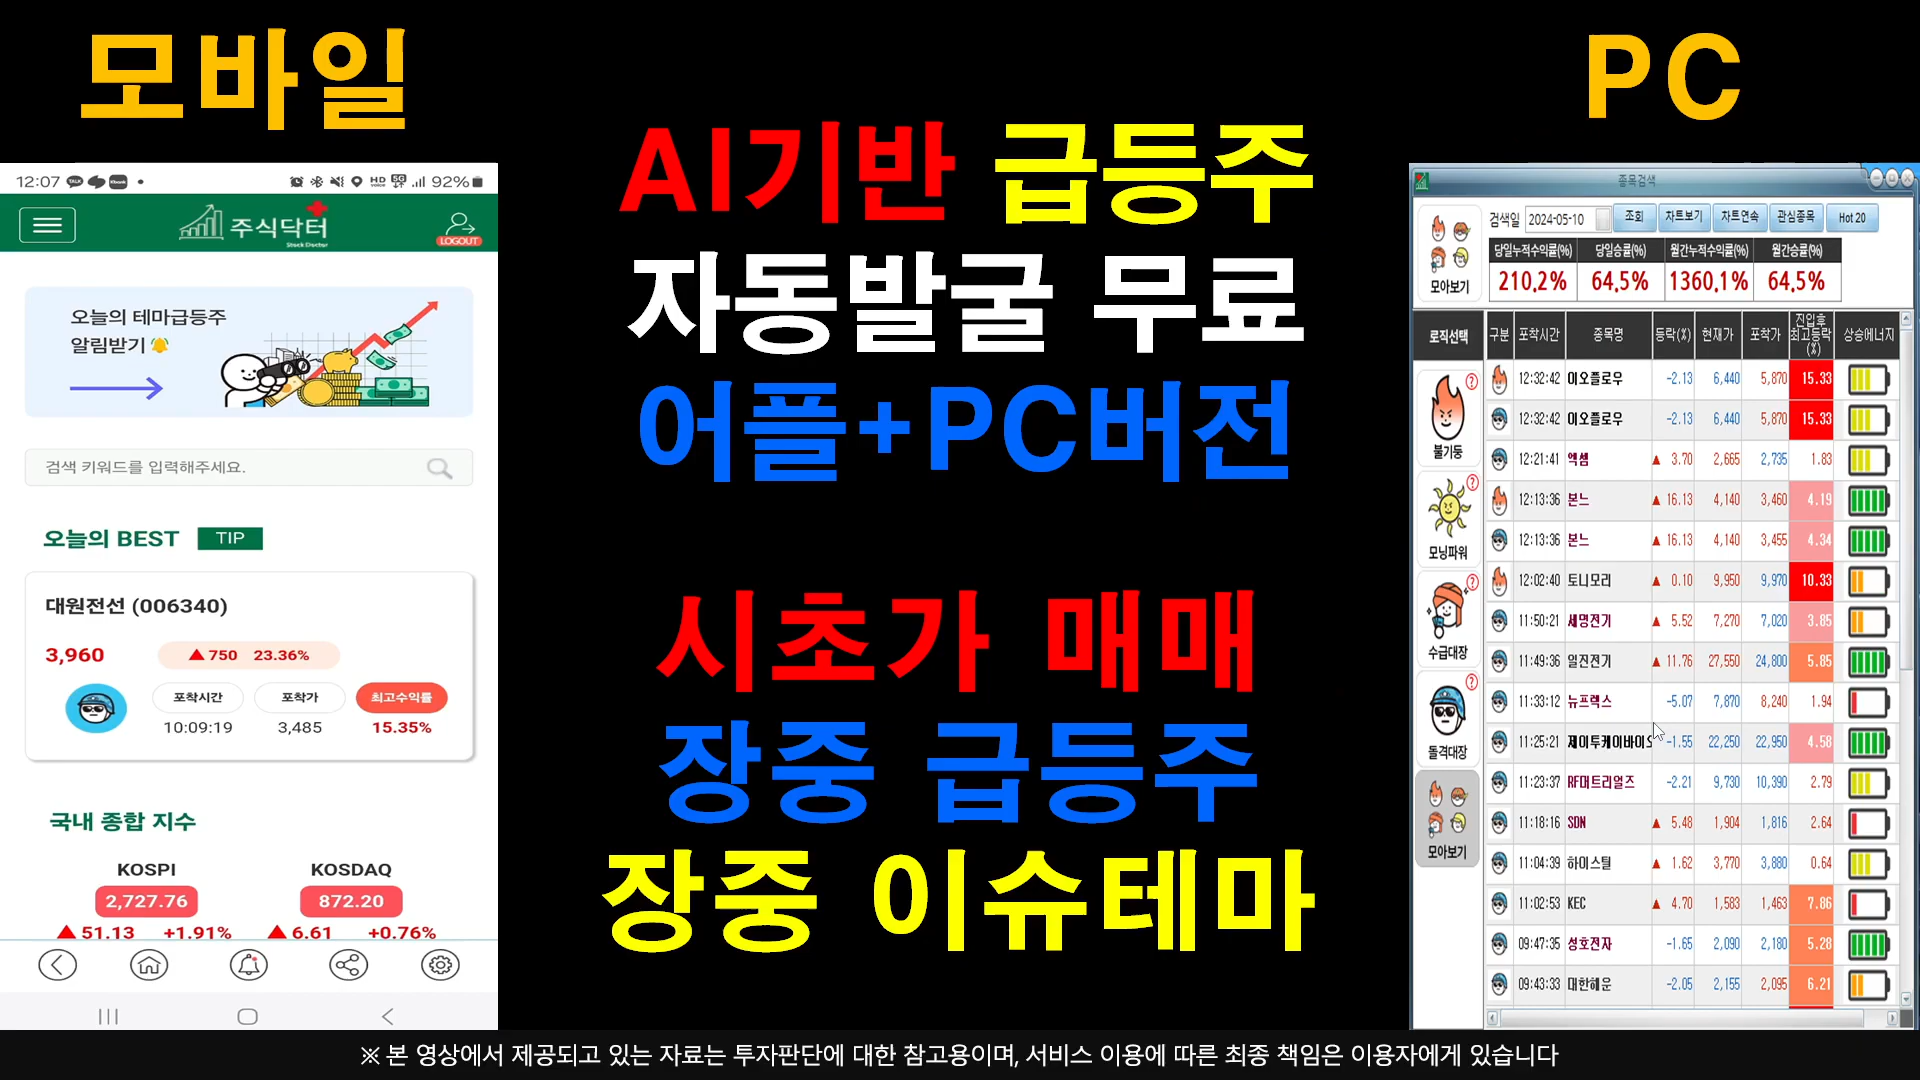 모바일
PC
AI기반 급등주
자동발굴 무료
어플+PC버전
시초가 매매
장중 급등주
장중 이슈테마
12:07
92%
주식닥터
Stock Doctor
LOGOUT
오늘의 테마급등주
알림받기
검색 키워드를 입력해주세요.
오늘의 BEST TIP
대원전선 (006340)
3,960 ▲ 750 23.36%
포착시간 포착가 최고수익률
10:09:19 3,485 15.35%
국내 종합 지수
KOSPI KOSDAQ
2,727.76 872.20
▲ 51.13 +1.91% ▲ 6.61 +0.76%
종목검색
검색일 2024-05-10 조회 차트보기 차트연속 관심종목 Hot 20
당일누적수익률(%) 당일승률(%) 월간누적수익률(%) 월간승률(%)
210.2% 64.5% 1360.1% 64.5%
모아보기
로직선택
불기둥
모닝파워
수급대장
돌격대장
모아보기
구분 포착시간 종목명 등락(%) 현재가 포착가 진입후 최고등락 (%) 상승에너지
12:32:42 이오플로우 -2.13 6,440 5,870 15.33
12:32:42 이오플로우 -2.13 6,440 5,870 15.33
12:21:41 엑셈 ▲ 3.70 2,665 2,735 1.83
12:13:36 본느 ▲ 16.13 4,140 3,460 4.19
12:13:36 본느 ▲ 16.13 4,140 3,455 4.34
12:02:40 토니모리 ▲ 0.10 9,950 9,970 10.33
11:50:21 세명전기 ▲ 5.52 7,270 7,020 3.85
11:49:36 일진전기 ▲ 11.76 27,550 24,800 5.85
11:33:12 뉴프렉스 -5.07 7,870 8,240 1.94
11:25:21 제이투케이바이오 -1.55 22,250 22,950 4.58
11:23:37 RF머트리얼즈 -2.21 9,730 10,390 2.79
11:18:16 SDN ▲ 5.48 1,904 1,816 2.64
11:04:39 하이스틸 ▲ 1.62 3,770 3,880 0.64
11:02:53 KEC ▲ 4.70 1,583 1,463 7.86
09:47:35 성호전자 -1.65 2,090 2,180 5.28
09:43:33 대한해운 -2.05 2,155 2,095 6.21
※ 본 영상에서 제공되고 있는 자료는 투자판단에 대한 참고용이며, 서비스 이용에 따른 최종 책임은 이용자에게 있습니다